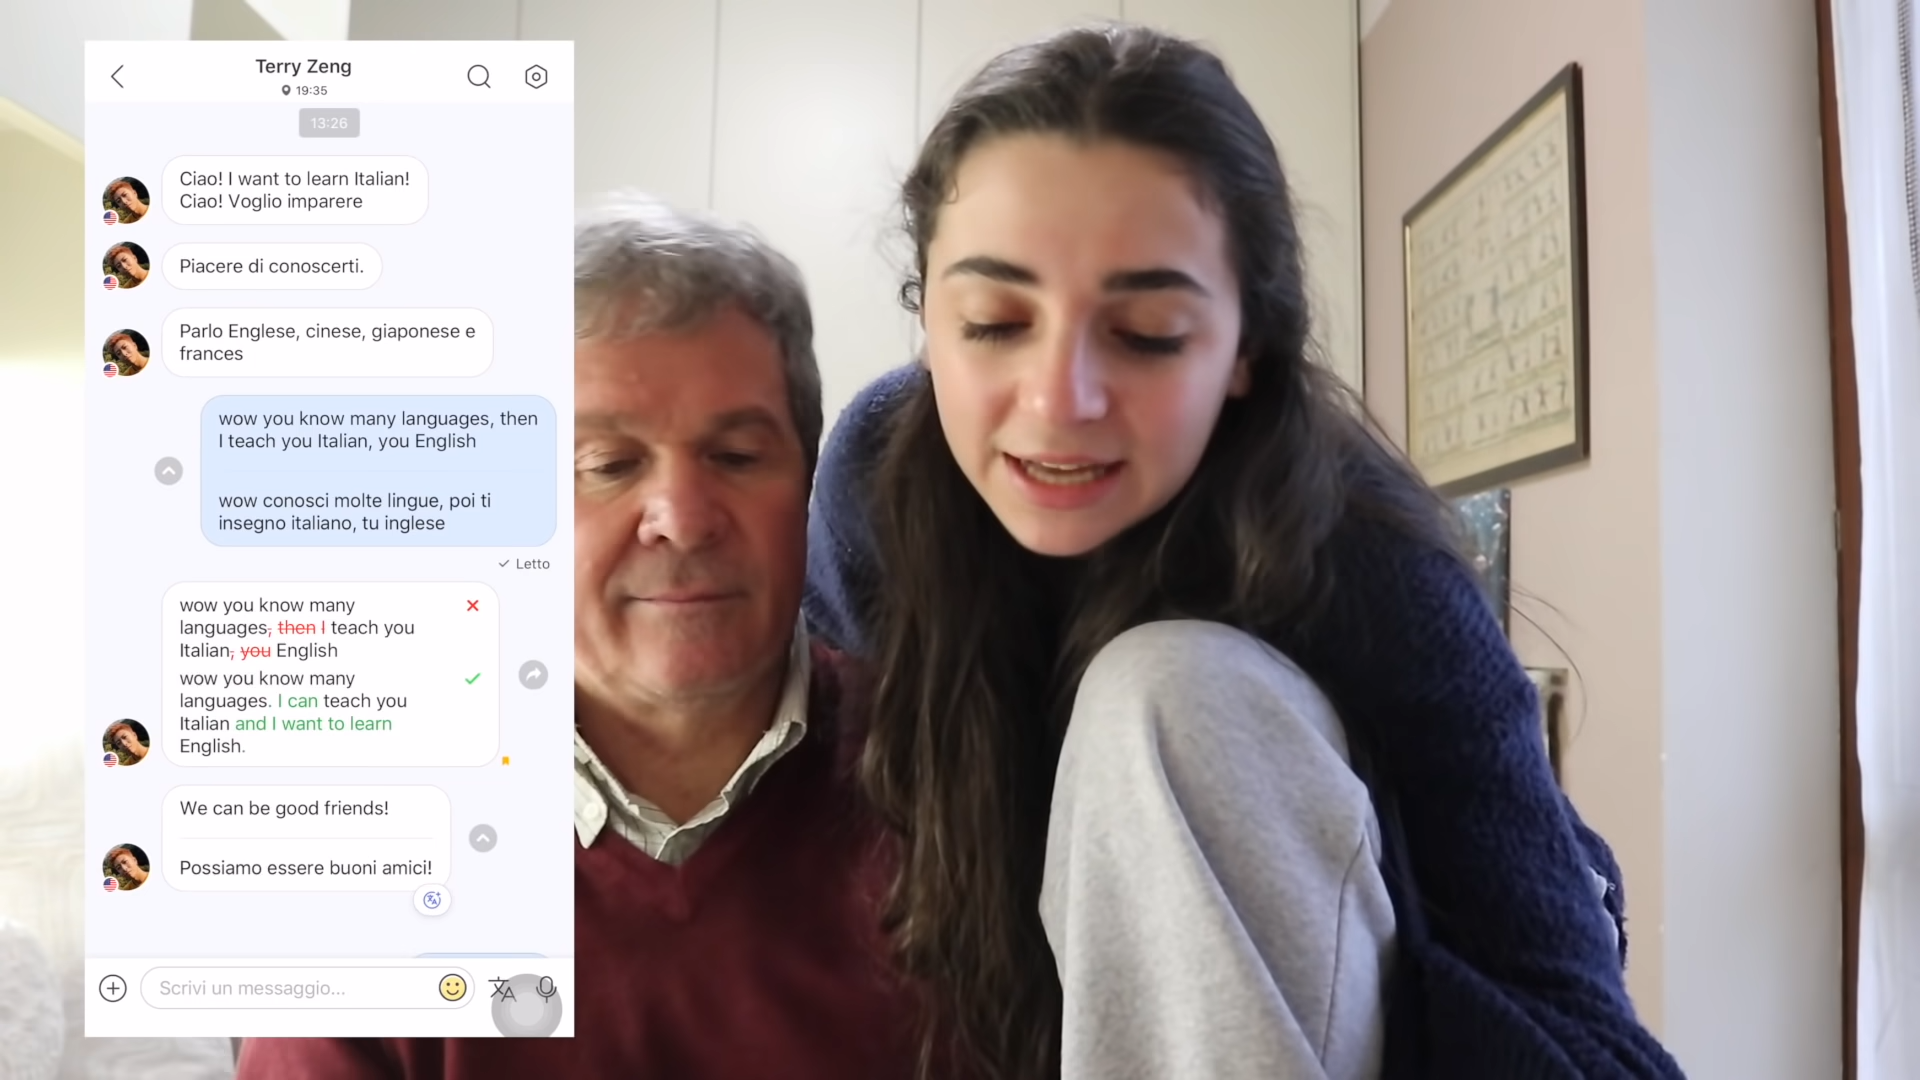 Terry Zeng
19:35
13:26
Ciao! I want to learn Italian!
Ciao! Voglio imparere
Piacere di conoscerti.
Parlo Englese, cinese, giaponese e
frances
wow you know many languages, then
I teach you Italian, you English
wow conosci molte lingue, poi ti
insegno italiano, tu inglese
Letto
wow you know many
languages, then I teach you
Italian, you English
wow you know many
languages. I can teach you
Italian and I want to learn
English.
We can be good friends!
Possiamo essere buoni amici!
Scrivi un messaggio...